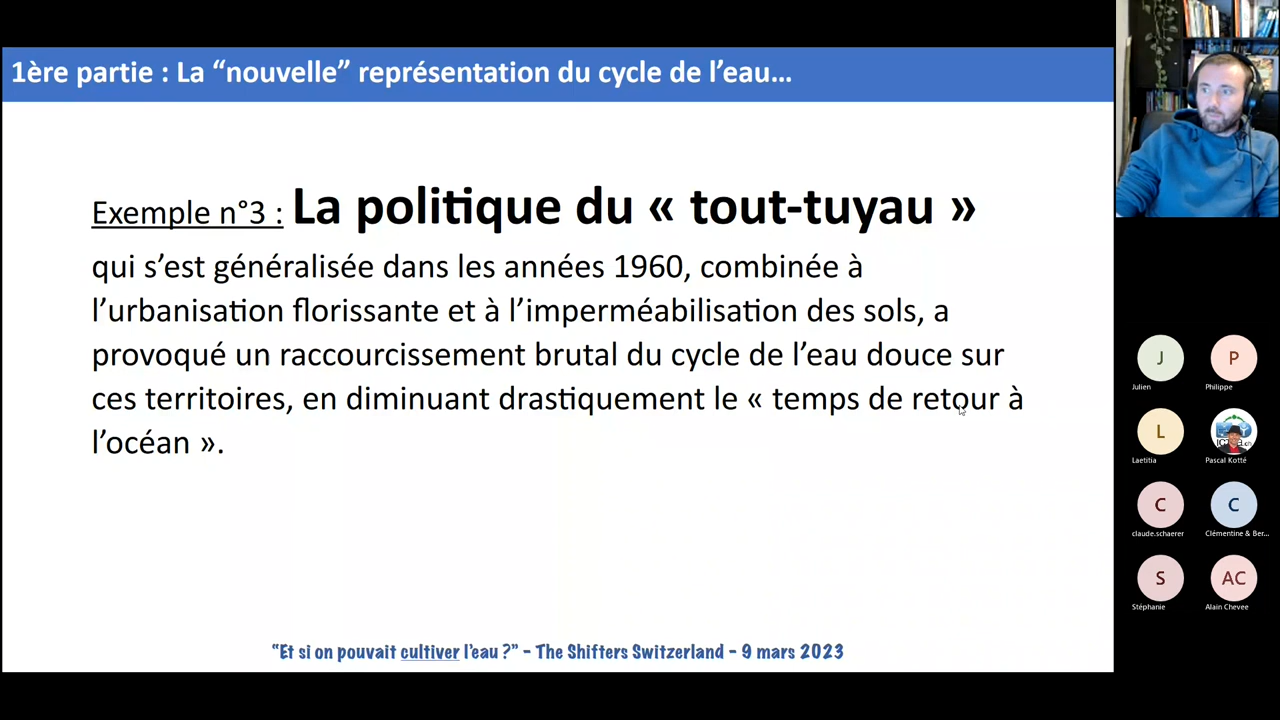 1ère partie : La “nouvelle” représentation du cycle de l’eau…
Exemple n°3 : La politique du « tout-tuyau »
qui s’est généralisée dans les années 1960, combinée à
l’urbanisation florissante et à l’imperméabilisation des sols, a
provoqué un raccourcissement brutal du cycle de l’eau douce sur
ces territoires, en diminuant drastiquement le « temps de retour à
l’océan ».
“Et si on pouvait cultiver l’eau ?” – The Shifters Switzerland – 9 mars 2023
J
Julien
P
Philippe
L
Laetitia
Pascal Kotté
C
claude.schaerer
C
Clémentine & Ber...
S
Stéphanie
AC
Alain Chevee